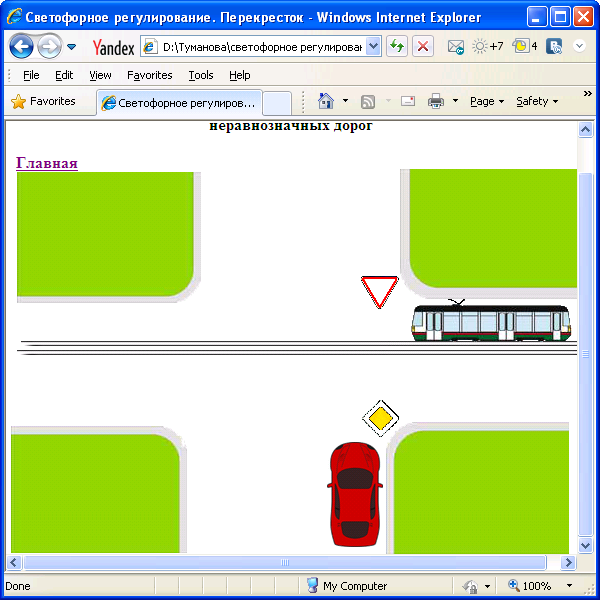 Светофорное регулирование. Перекресток - Windows Internet Explorer
Yandex D:\Туманова\светофорное регулирован +7 4
File Edit View Favorites Tools Help
Favorites Светофорное регулиров... Page Safety »
неравнозначных дорог
Главная
Done My Computer 100%